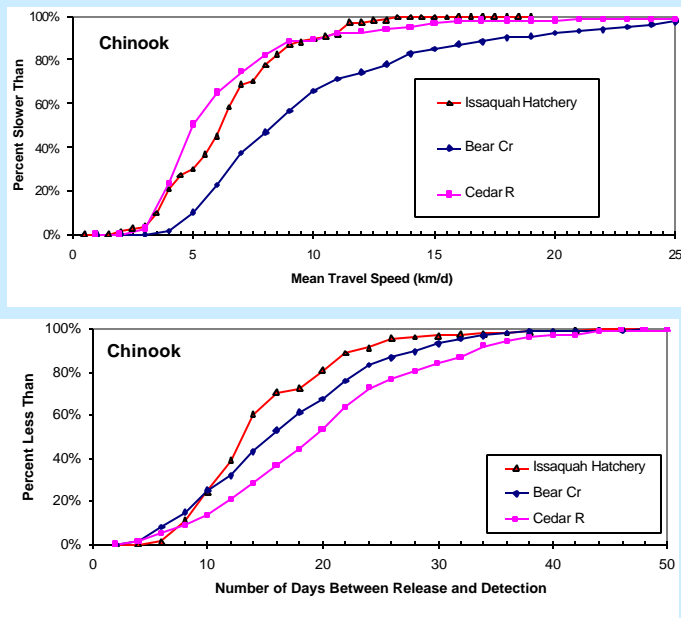 Chinook
Percent Slower Than
100%
80%
60%
40%
20%
0%
Issaquah Hatchery
Bear Cr
Cedar R
0 5 10 15 20 25
Mean Travel Speed (km/d)
Chinook
Percent Less Than
100%
80%
60%
40%
20%
0%
Issaquah Hatchery
Bear Cr
Cedar R
0 10 20 30 40 50
Number of Days Between Release and Detection